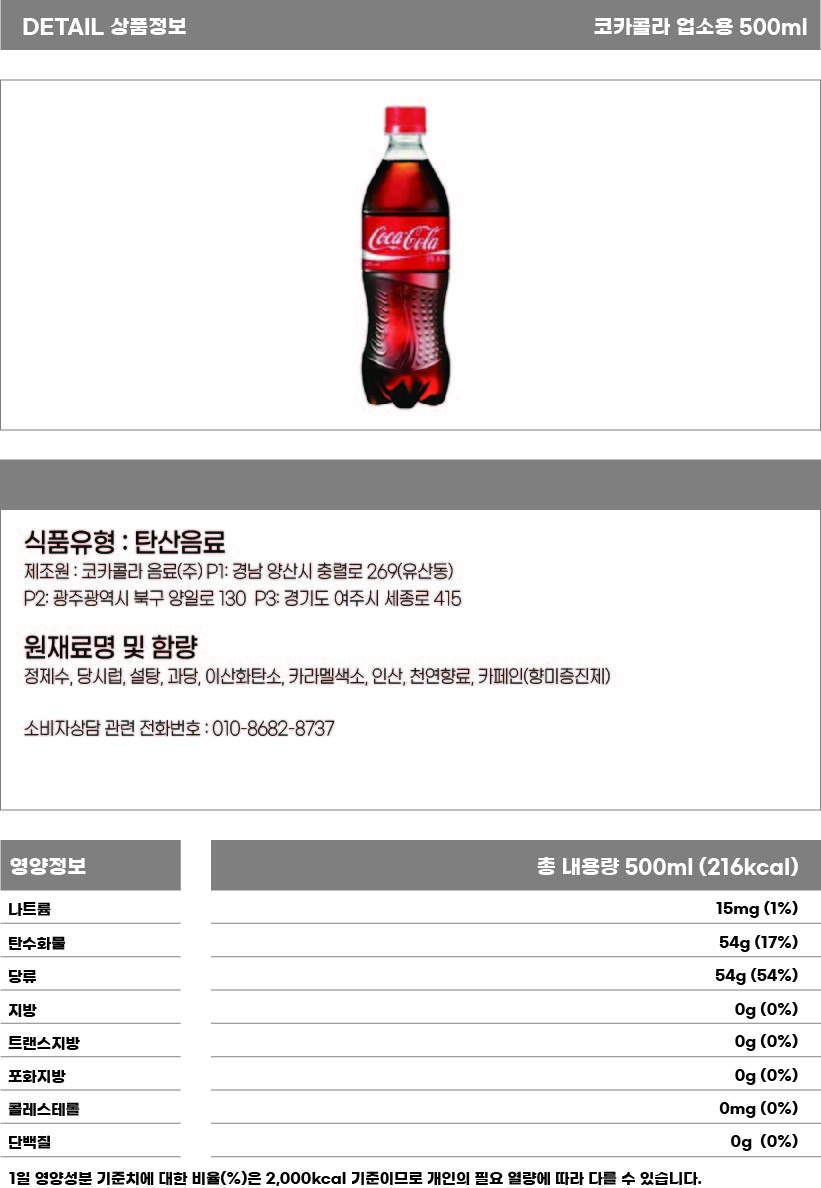 DETAIL 상품정보
코카콜라 업소용 500ml
Coca-Cola
식품유형 : 탄산음료
제조원 : 코카콜라 음료(주) P1: 경남 양산시 충렬로 269(유산동)
P2: 광주광역시 북구 양일로 130 P3: 경기도 여주시 세종로 415
원재료명 및 함량
정제수, 당시럽, 설탕, 과당, 이산화탄소, 카라멜색소, 인산, 천연향료, 카페인(향미증진제)
소비자상담 관련 전화번호 : 010-8682-8737
영양정보 총 내용량 500ml (216kcal)
나트륨 15mg (1%)
탄수화물 54g (17%)
당류 54g (54%)
지방 0g (0%)
트랜스지방 0g (0%)
포화지방 0g (0%)
콜레스테롤 0mg (0%)
단백질 0g (0%)
1일 영양성분 기준치에 대한 비율(%)은 2,000kcal 기준이므로 개인의 필요 열량에 따라 다를 수 있습니다.